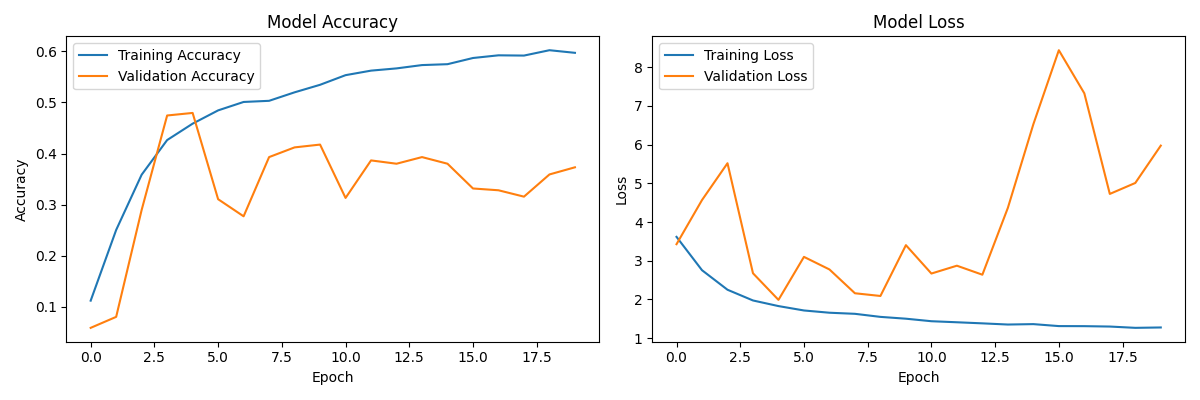 Model Accuracy
Training Accuracy
Validation Accuracy
Accuracy
0.6
0.5
0.4
0.3
0.2
0.1
0.0 2.5 5.0 7.5 10.0 12.5 15.0 17.5
Epoch
Model Loss
Training Loss
Validation Loss
Loss
8
7
6
5
4
3
2
1
0.0 2.5 5.0 7.5 10.0 12.5 15.0 17.5
Epoch